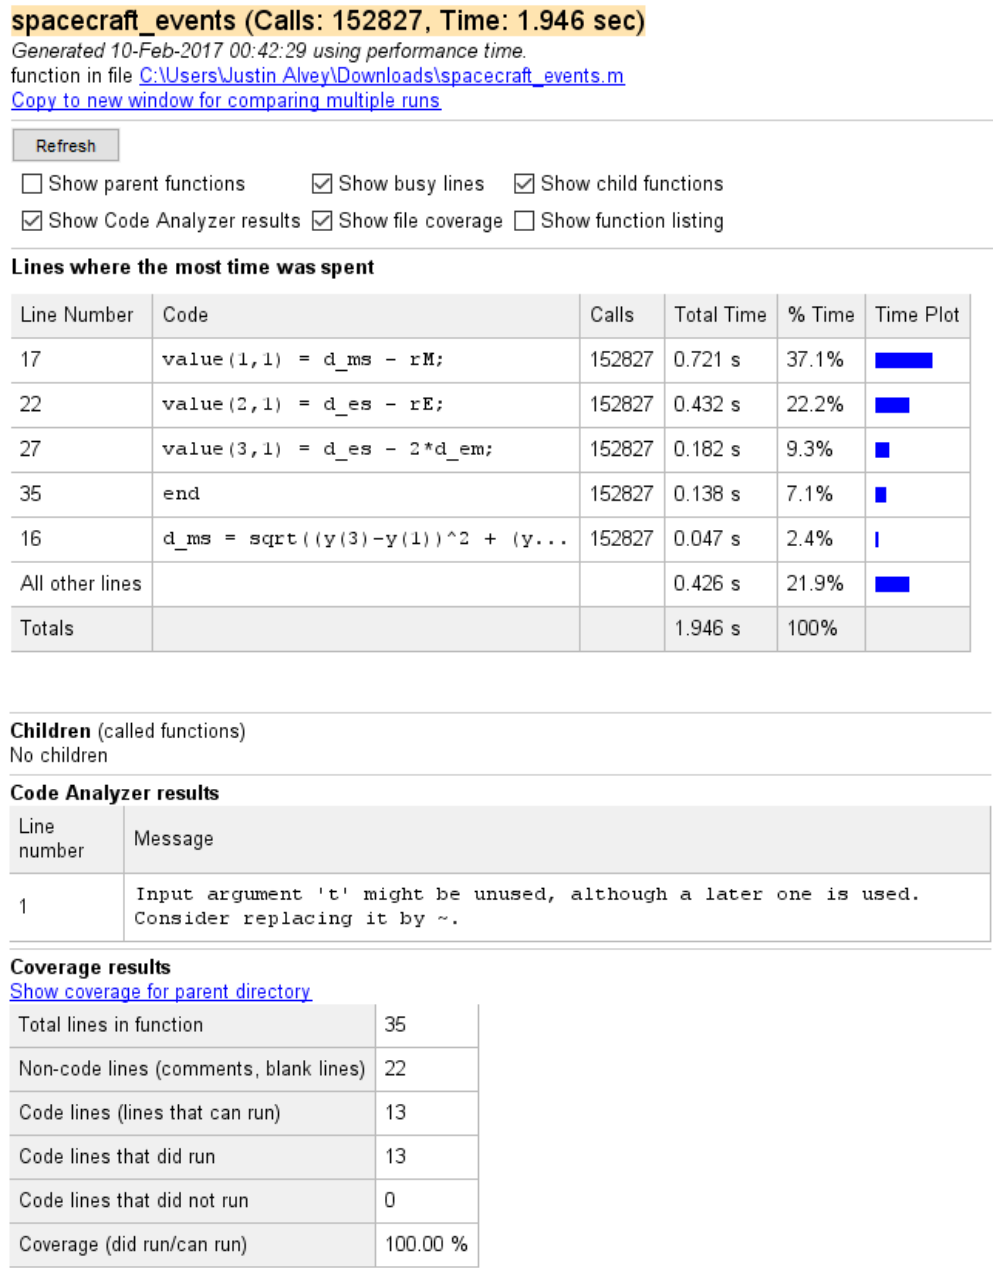 spacecraft_events (Calls: 152827, Time: 1.946 sec)
Generated 10-Feb-2017 00:42:29 using performance time.
function in file C:\Users\Justin Alvey\Downloads\spacecraft_events.m
Copy to new window for comparing multiple runs
Refresh
Show parent functions Show busy lines Show child functions
Show Code Analyzer results Show file coverage Show function listing
Lines where the most time was spent
Line Number Code Calls Total Time % Time Time Plot
17 value(1,1) = d_ms - rM; 152827 0.721 s 37.1%
22 value(2,1) = d_es - rE; 152827 0.432 s 22.2%
27 value(3,1) = d_es - 2*d_em; 152827 0.182 s 9.3%
35 end 152827 0.138 s 7.1%
16 d_ms = sqrt((y(3)-y(1))^2 + (y... 152827 0.047 s 2.4%
All other lines 0.426 s 21.9%
Totals 1.946 s 100%
Children (called functions)
No children
Code Analyzer results
Line number Message
1 Input argument 't' might be unused, although a later one is used.
Consider replacing it by ~.
Coverage results
Show coverage for parent directory
Total lines in function 35
Non-code lines (comments, blank lines) 22
Code lines (lines that can run) 13
Code lines that did run 13
Code lines that did not run 0
Coverage (did run/can run) 100.00 %